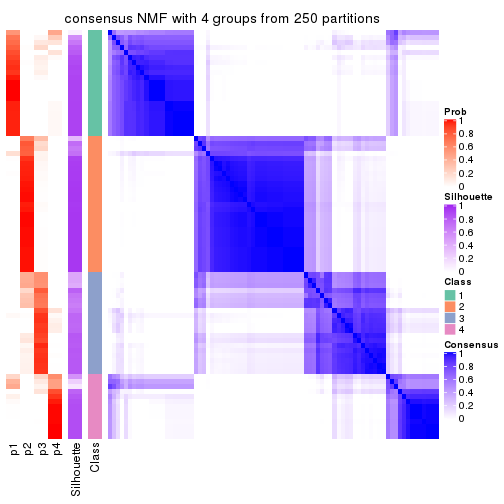 consensus NMF with 4 groups from 250 partitions
p1
p2
p3
p4
Silhouette
Class
Prob
1
0.8
0.6
0.4
0.2
0
Silhouette
1
0.8
0.6
0.4
0.2
0
Class
1
2
3
4
Consensus
1
0.8
0.6
0.4
0.2
0